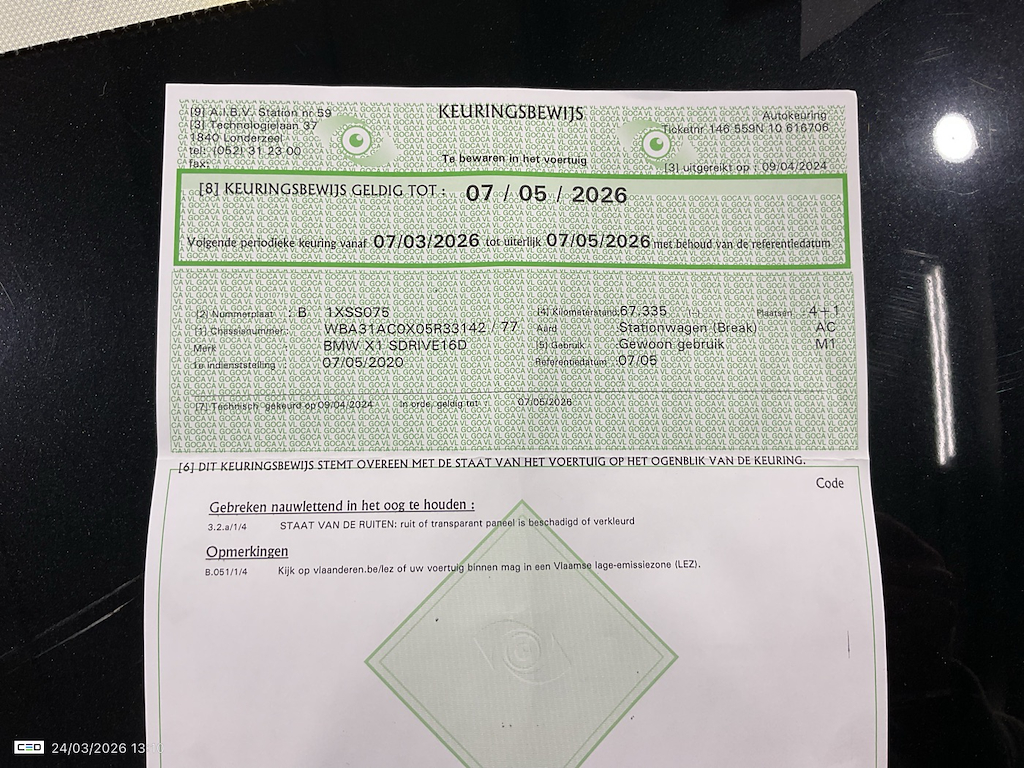 KEURINGSBEWIJS
[9] A.I.B.V. Station nr 59
[3] Technologielaan 37
1840 Londerzeel
tel: (052) 31 23 00
fax:
Te bewaren in het voertuig
Autokeuring
Ticketnr 146 559N 10 616706
[3] uitgereikt op : 09/04/2024
[8] KEURINGSBEWIJS GELDIG TOT : 07 / 05 / 2026
Volgende periodieke keuring vanaf 07/03/2026 tot uiterlijk 07/05/2026 met behoud van de referentiedatum
[2] Nummerplaat : B 1XSS075
[1] Chassisnummer : WBA31AC0X05R33142 / 77
Merk : BMW X1 SDRIVE16D
1e indienststelling : 07/05/2020
[4] Kilometerstand: 67.335 Plaatsen : 4+1
Aard : Stationwagen (Break) AC
[5] Gebruik : Gewoon gebruik M1
Referentiedatum : 07/05
[7] Technisch gekeurd op 09/04/2024 In orde, geldig tot : 07/05/2026
[6] DIT KEURINGSBEWIJS STEMT OVEREEN MET DE STAAT VAN HET VOERTUIG OP HET OGENBLIK VAN DE KEURING.
Code
Gebreken nauwlettend in het oog te houden :
3.2.a/1/4 STAAT VAN DE RUITEN: ruit of transparant paneel is beschadigd of verkleurd
Opmerkingen
B.051/1/4 Kijk op vlaanderen.be/lez of uw voertuig binnen mag in een Vlaamse lage-emissiezone (LEZ).
24/03/2026